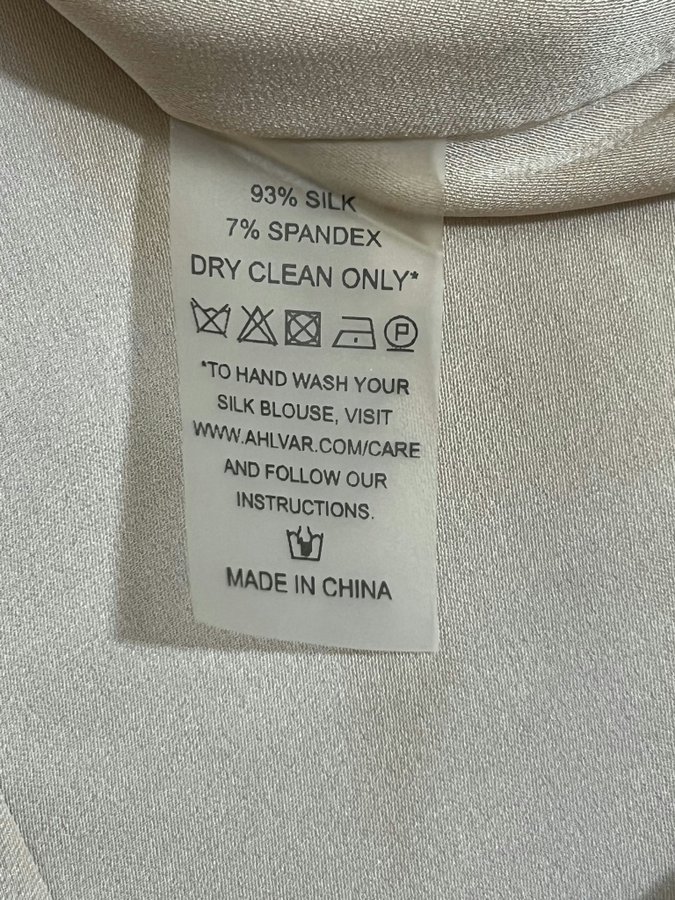 93% SILK
7% SPANDEX
DRY CLEAN ONLY*
P
*TO HAND WASH YOUR
SILK BLOUSE, VISIT
WWW.AHLVAR.COM/CARE
AND FOLLOW OUR
INSTRUCTIONS.
MADE IN CHINA